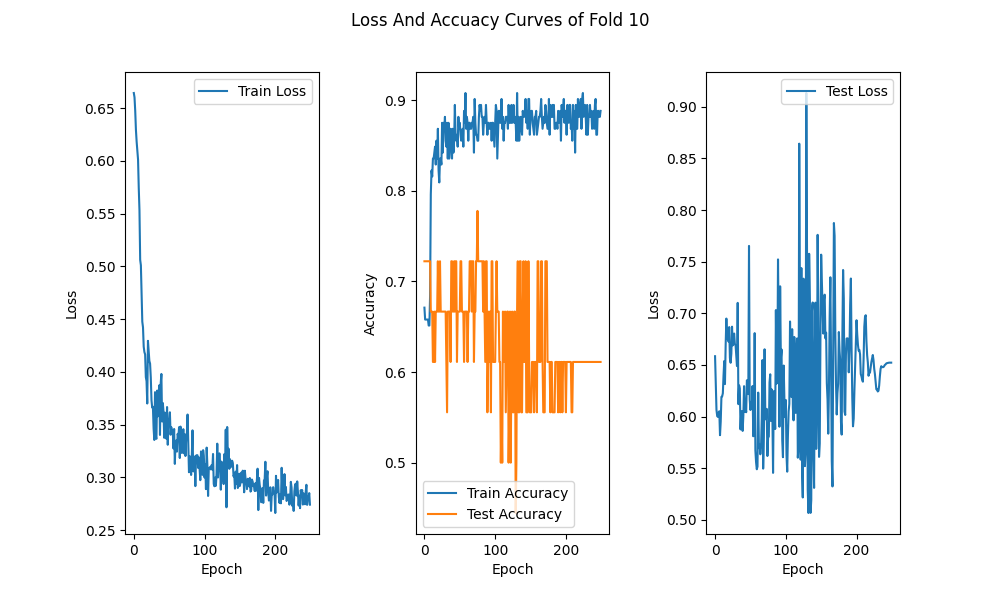 Loss And Accuacy Curves of Fold 10
Loss
0.65
0.60
0.55
0.50
0.45
0.40
0.35
0.30
0.25
Train Loss
0
100
200
Epoch
Accuracy
0.9
0.8
0.7
0.6
0.5
Train Accuracy
Test Accuracy
0
100
200
Epoch
Loss
0.90
0.85
0.80
0.75
0.70
0.65
0.60
0.55
0.50
Test Loss
0
100
200
Epoch